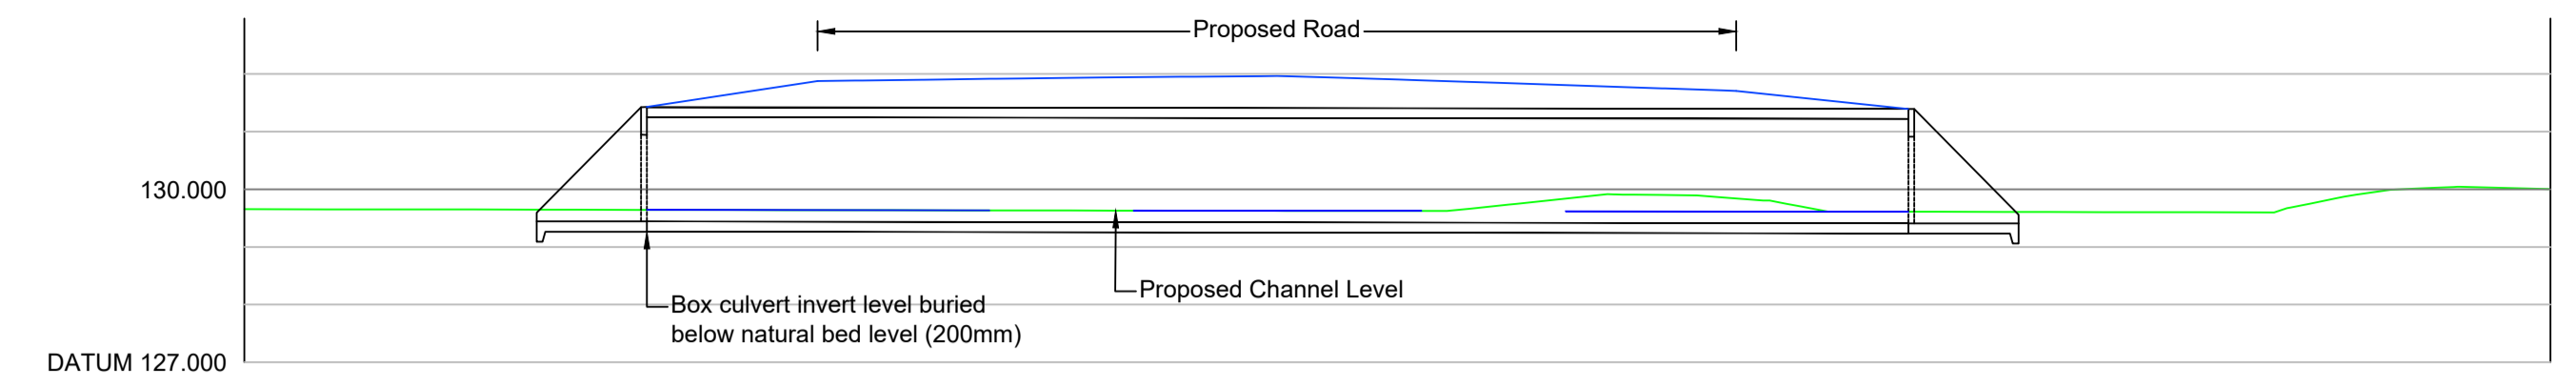 Proposed Road
130.000
Proposed Channel Level
Box culvert invert level buried
below natural bed level (200mm)
DATUM 127.000